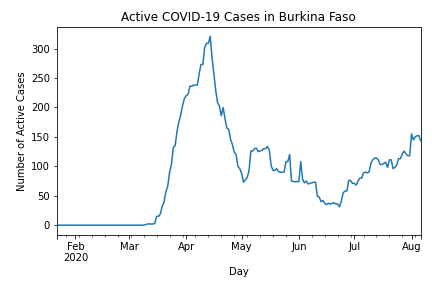 Active COVID-19 Cases in Burkina Faso
Number of Active Cases
300
250
200
150
100
50
0
Feb Mar Apr May Jun Jul Aug
2020
Day